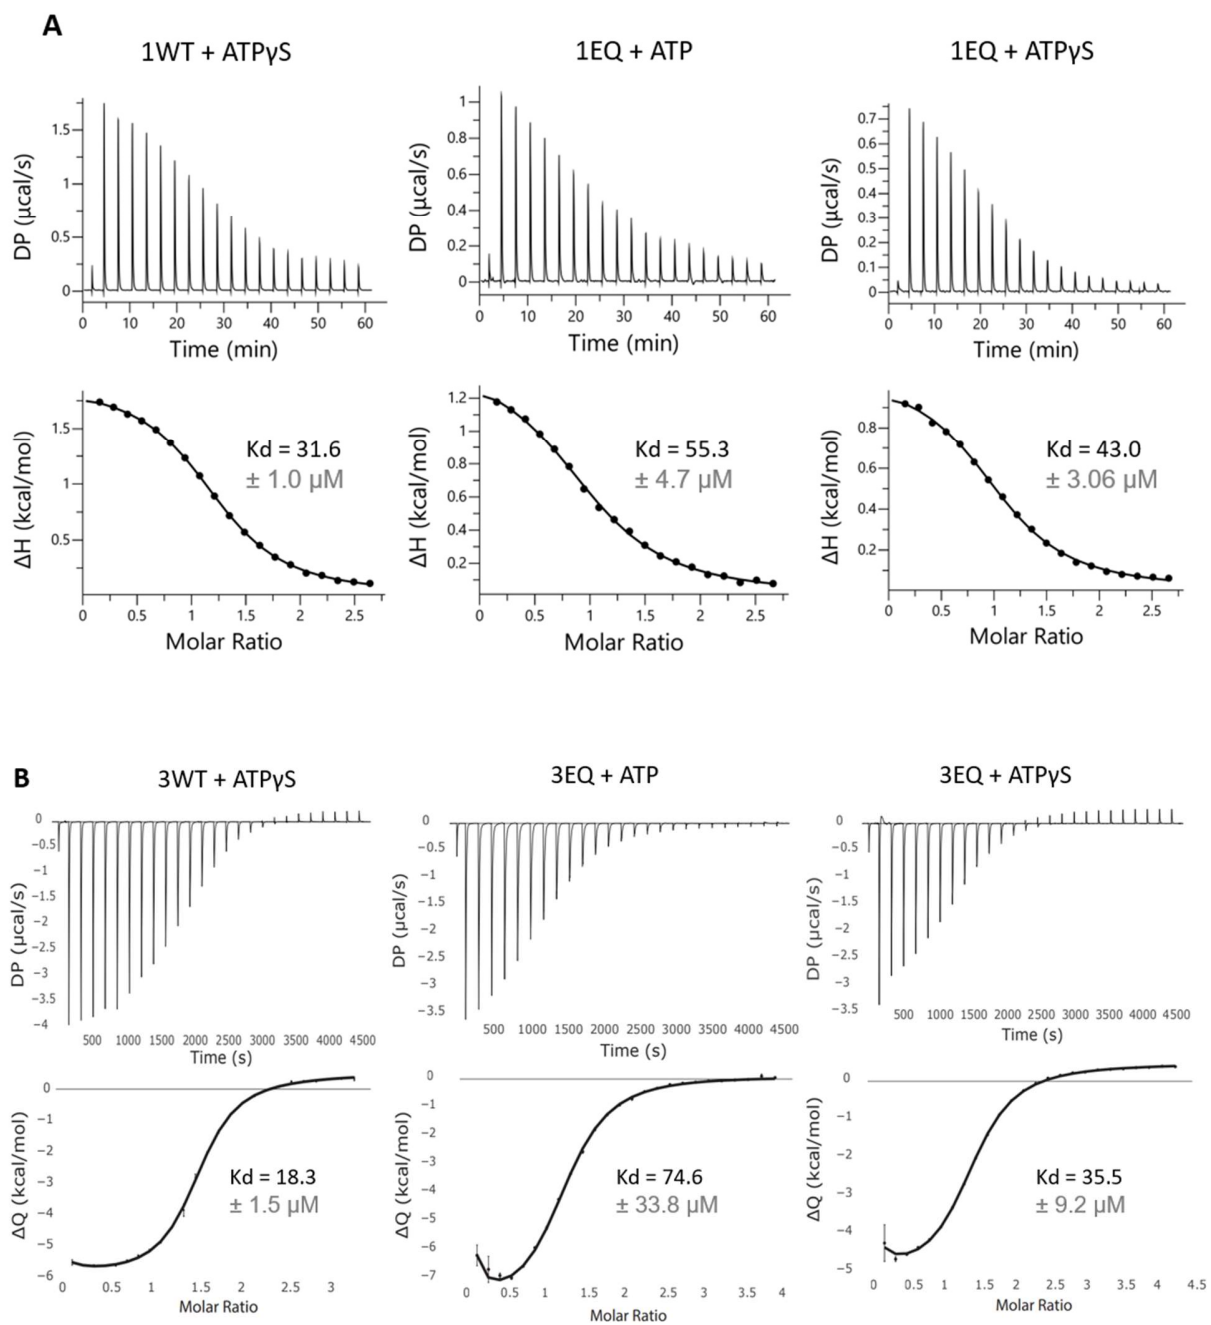 A
1WT + ATPγS
1EQ + ATP
1EQ + ATPγS
DP (µcal/s)
1.5
1
0.5
0
0 10 20 30 40 50 60
Time (min)
DP (µcal/s)
1
0.8
0.6
0.4
0.2
0
0 10 20 30 40 50 60
Time (min)
DP (µcal/s)
0.7
0.6
0.5
0.4
0.3
0.2
0.1
0
0 10 20 30 40 50 60
Time (min)
ΔH (kcal/mol)
1.5
1
0.5
Kd = 31.6
± 1.0 µM
0 0.5 1 1.5 2 2.5
Molar Ratio
ΔH (kcal/mol)
1.2
1
0.8
0.6
0.4
0.2
Kd = 55.3
± 4.7 µM
0 0.5 1 1.5 2 2.5
Molar Ratio
ΔH (kcal/mol)
0.8
0.6
0.4
0.2
Kd = 43.0
± 3.06 µM
0 0.5 1 1.5 2 2.5
Molar Ratio
B
3WT + ATPγS
3EQ + ATP
3EQ + ATPγS
DP (µcal/s)
0
−0.5
−1
−1.5
−2
−2.5
−3
−3.5
−4
500 1000 1500 2000 2500 3000 3500 4500
Time (s)
DP (µcal/s)
0
−0.5
−1
−1.5
−2
−2.5
−3
−3.5
500 1000 1500 2000 2500 3000 3500 4000 4500
Time (s)
DP (µcal/s)
0
−0.5
−1
−1.5
−2
−2.5
−3
−3.5
500 1000 1500 2000 2500 3000 3500 4000 4500
Time (s)
ΔQ (kcal/mol)
0
−1
−2
−3
−4
−5
−6
Kd = 18.3
± 1.5 µM
0 0.5 1 1.5 2 2.5 3
Molar Ratio
ΔQ (kcal/mol)
0
−1
−2
−3
−4
−5
−6
−7
Kd = 74.6
± 33.8 µM
0 0.5 1 1.5 2 2.5 3 3.5 4
Molar Ratio
ΔQ (kcal/mol)
0
−1
−2
−3
−4
−5
Kd = 35.5
± 9.2 µM
0 0.5 1 1.5 2 2.5 3 3.5 4 4.5
Molar Ratio